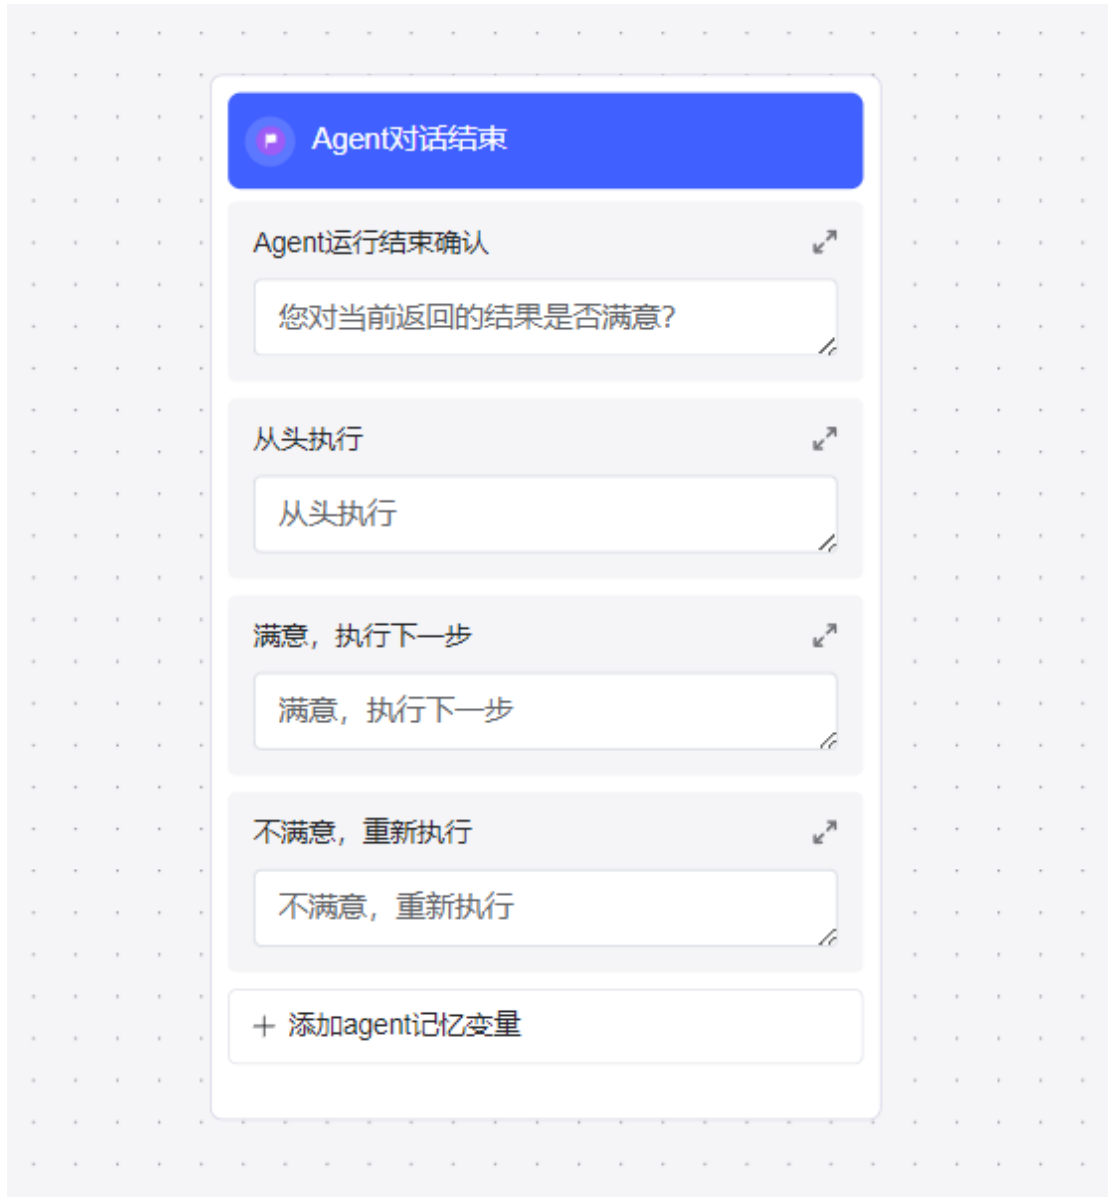 Agent对话结束
Agent运行结束确认
您对当前返回的结果是否满意?
从头执行
从头执行
满意，执行下一步
满意，执行下一步
不满意，重新执行
不满意，重新执行
+ 添加agent记忆变量